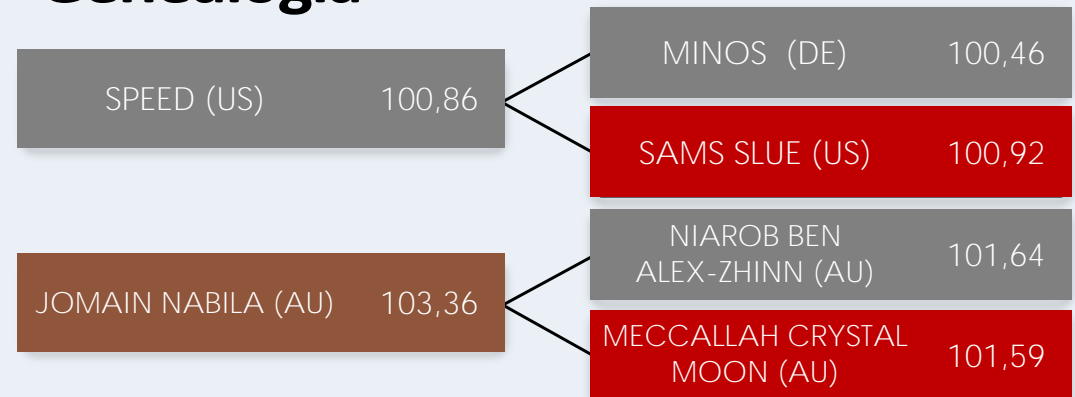 Genealogia
SPEED (US) 100,86
MINOS (DE) 100,46
SAMS SLUE (US) 100,92
JOMAIN NABILA (AU) 103,36
NIAROB BEN
ALEX-ZHINN (AU) 101,64
MECCALLAH CRYSTAL
MOON (AU) 101,59